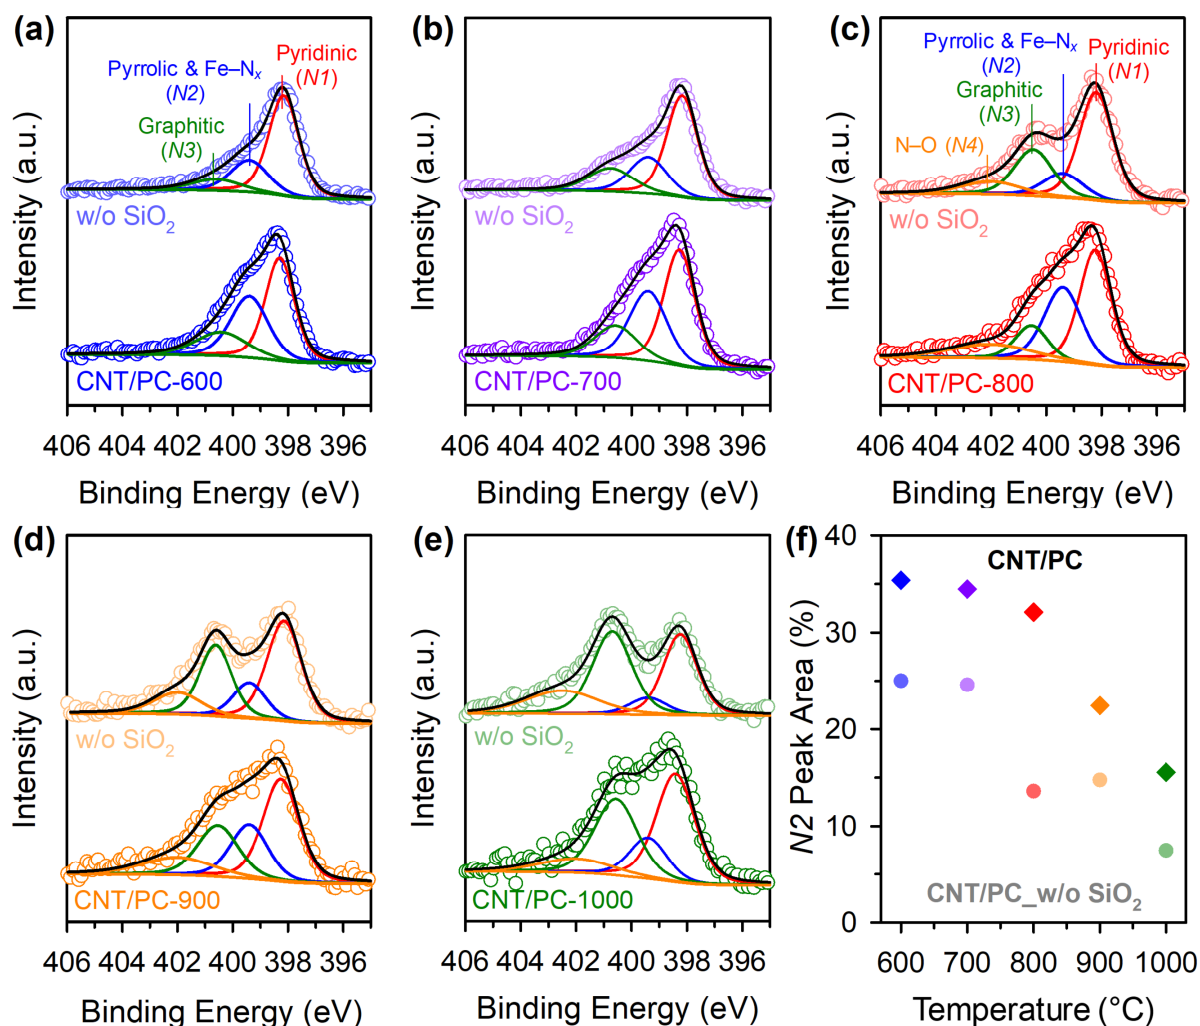 (a)
Pyridinic
(N1)
Pyrrolic & Fe–Nₓ
(N2)
Graphitic
(N3)
w/o SiO₂
CNT/PC-600
Intensity (a.u.)
406 404 402 400 398 396
Binding Energy (eV)
(b)
w/o SiO₂
CNT/PC-700
Intensity (a.u.)
406 404 402 400 398 396
Binding Energy (eV)
(c)
Pyrrolic & Fe–Nₓ
(N2)
Pyridinic
(N1)
Graphitic
(N3)
N–O (N4)
w/o SiO₂
CNT/PC-800
Intensity (a.u.)
406 404 402 400 398 396
Binding Energy (eV)
(d)
w/o SiO₂
CNT/PC-900
Intensity (a.u.)
406 404 402 400 398 396
Binding Energy (eV)
(e)
w/o SiO₂
CNT/PC-1000
Intensity (a.u.)
406 404 402 400 398 396
Binding Energy (eV)
(f)
CNT/PC
CNT/PC_w/o SiO₂
N2 Peak Area (%)
40
30
20
10
0
600 700 800 900 1000
Temperature (°C)